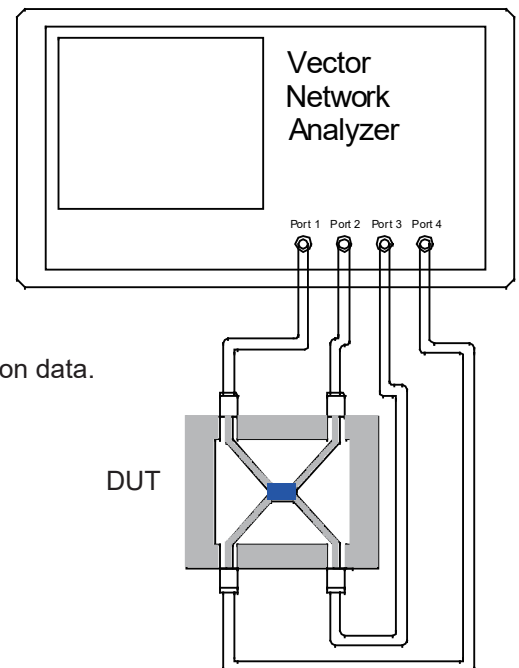 Vector
Network
Analyzer
Port 1 Port 2 Port 3 Port 4
on data.
DUT